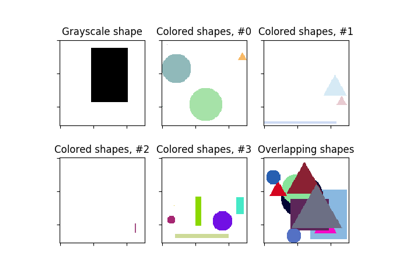 Grayscale shape
Colored shapes, #0
Colored shapes, #1
Colored shapes, #2
Colored shapes, #3
Overlapping shapes